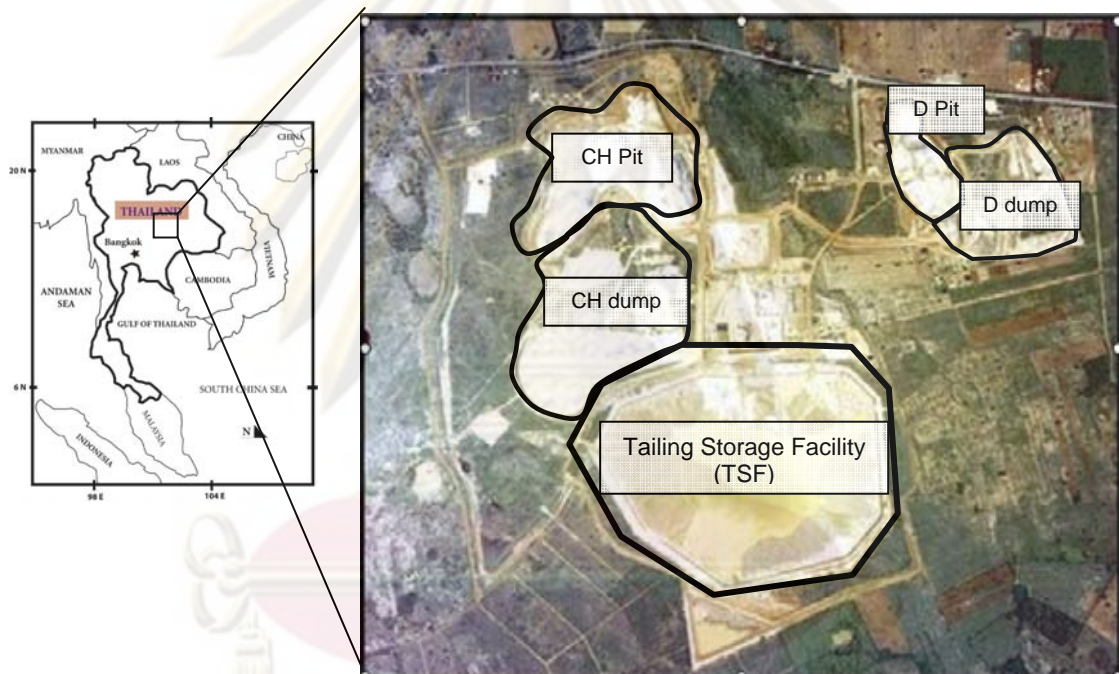 CHINA
MYANMAR
20 N
LAOS
THAILAND
Bangkok
VIETNAM
CAMBODIA
ANDAMAN
SEA
GULF OF THAILAND
6 N
SOUTH CHINA SEA
MALAYSIA
N
INDONESIA
98 E
104 E
D Pit
CH Pit
D dump
CH dump
Tailing Storage Facility
(TSF)